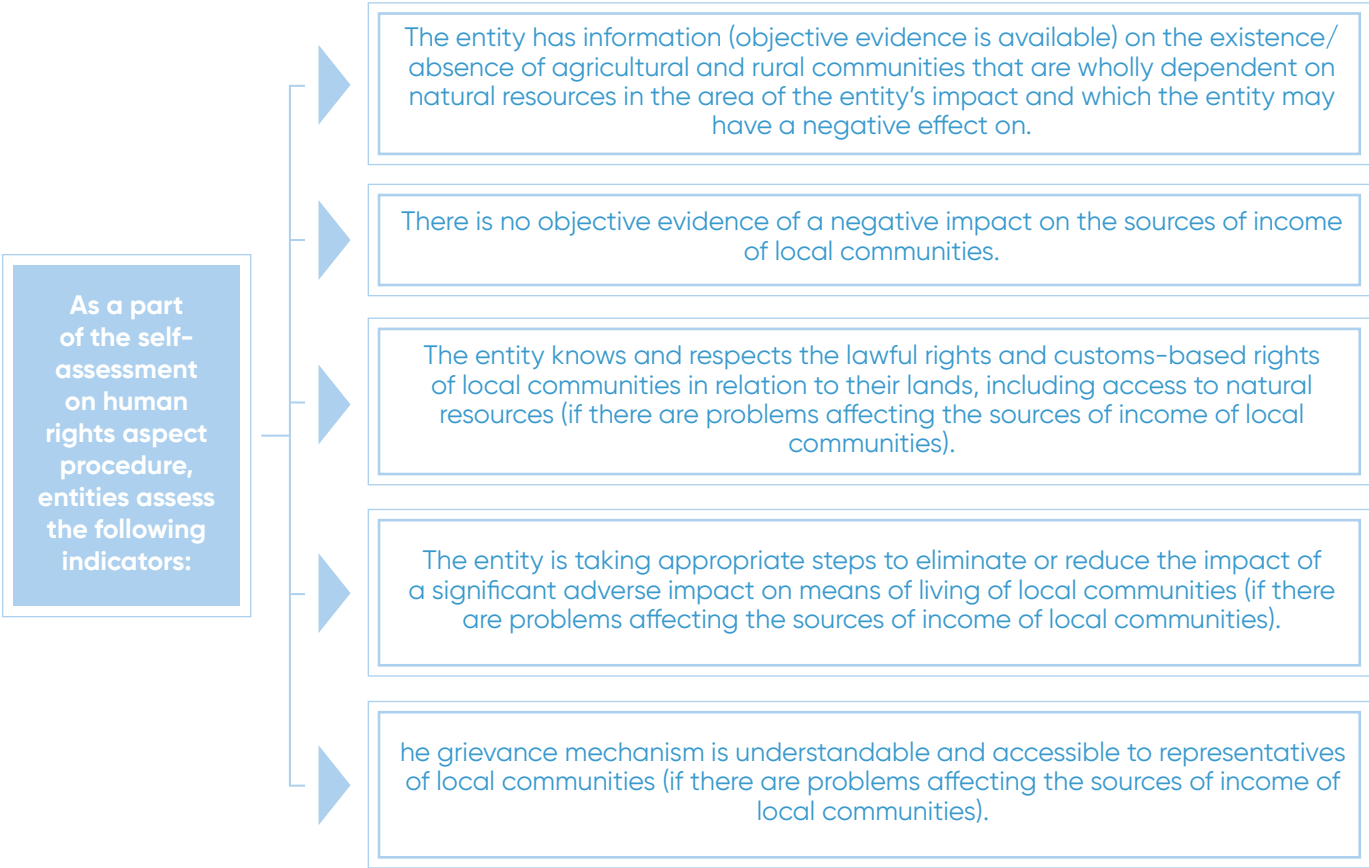 As a part
of the self-
assessment
on human
rights aspect
procedure,
entities assess
the following
indicators:
The entity has information (objective evidence is available) on the existence/
absence of agricultural and rural communities that are wholly dependent on
natural resources in the area of the entity’s impact and which the entity may
have a negative effect on.
There is no objective evidence of a negative impact on the sources of income
of local communities.
The entity knows and respects the lawful rights and customs-based rights
of local communities in relation to their lands, including access to natural
resources (if there are problems affecting the sources of income of local
communities).
The entity is taking appropriate steps to eliminate or reduce the impact of
a significant adverse impact on means of living of local communities (if there
are problems affecting the sources of income of local communities).
he grievance mechanism is understandable and accessible to representatives
of local communities (if there are problems affecting the sources of income of
local communities).